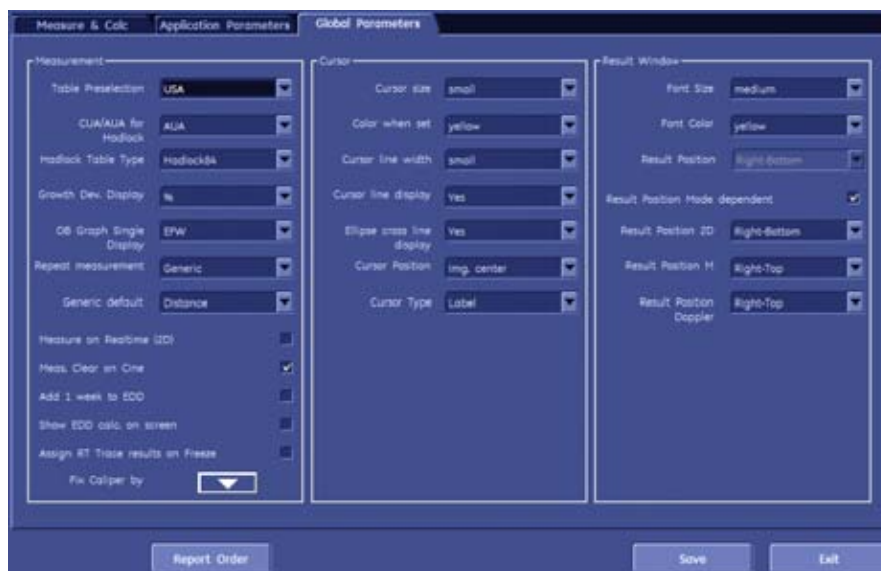 Measure & Calc
Application Parameters
Global Parameters
Measurement
Table Preselection USA
CUA/AUA for Hadlock AUA
Hadlock Table Type Hadlock84
Growth Dev. Display %
OB Graph Single Display EFW
Repeat measurement Generic
Generic default Distance
Measure on Realtime (2D)
Meas. Clear on Cine
Add 1 week to EDD
Show EDD calc. on screen
Assign RT Trace results on Freeze
Fix Caliper by
Cursor
Cursor size small
Color when set yellow
Cursor line width small
Cursor line display Yes
Ellipse cross line display Yes
Cursor Position Img. center
Cursor Type Label
Result Window
Font Size medium
Font Color yellow
Result Position Right-Bottom
Result Position Mode dependent
Result Position 2D Right-Bottom
Result Position M Right-Top
Result Position Doppler Right-Top
Report Order
Save
Exit